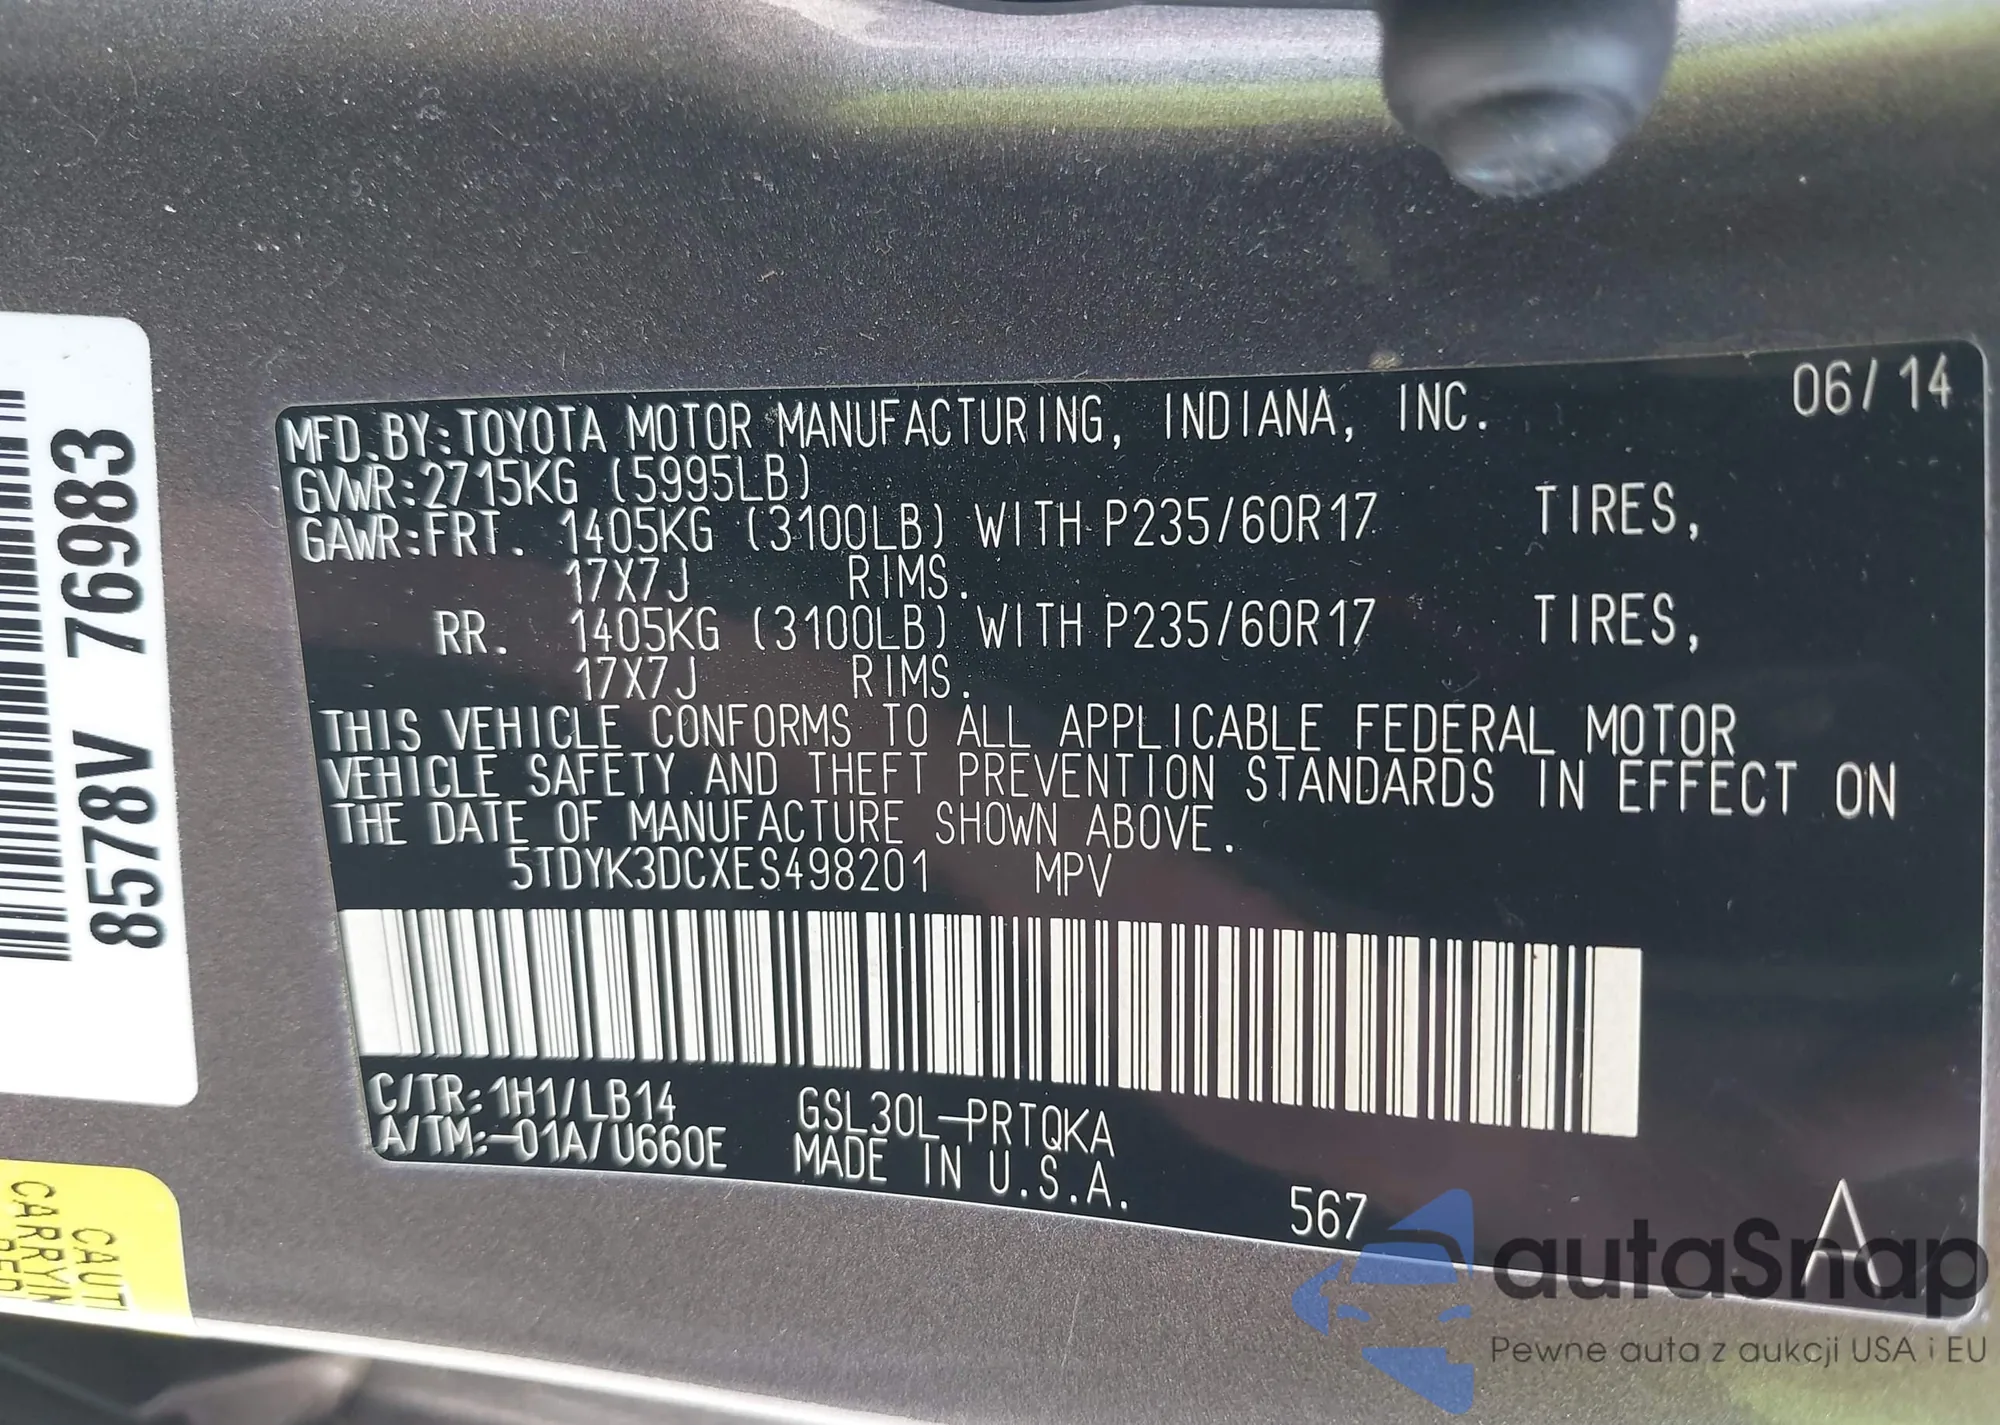 MFD.BY:TOYOTA MOTOR MANUFACTURING, INDIANA, INC. 06/14
GVWR:2715KG (5995LB)
GAWR:FRT. 1405KG (3100LB) WITH P235/60R17 TIRES,
17X7J RIMS.
RR. 1405KG (3100LB) WITH P235/60R17 TIRES,
17X7J RIMS.
THIS VEHICLE CONFORMS TO ALL APPLICABLE FEDERAL MOTOR
VEHICLE SAFETY AND THEFT PREVENTION STANDARDS IN EFFECT ON
THE DATE OF MANUFACTURE SHOWN ABOVE.
5TDYK3DCXES498201 MPV
C/TR:1H1/LB14 GSL30L-PRTQKA
A/TM:-01A/U660E MADE IN U.S.A.
567 A
8578V 76983
CAUT
CARRYIN
autaSnap
Pewne auta z aukcji USA i EU